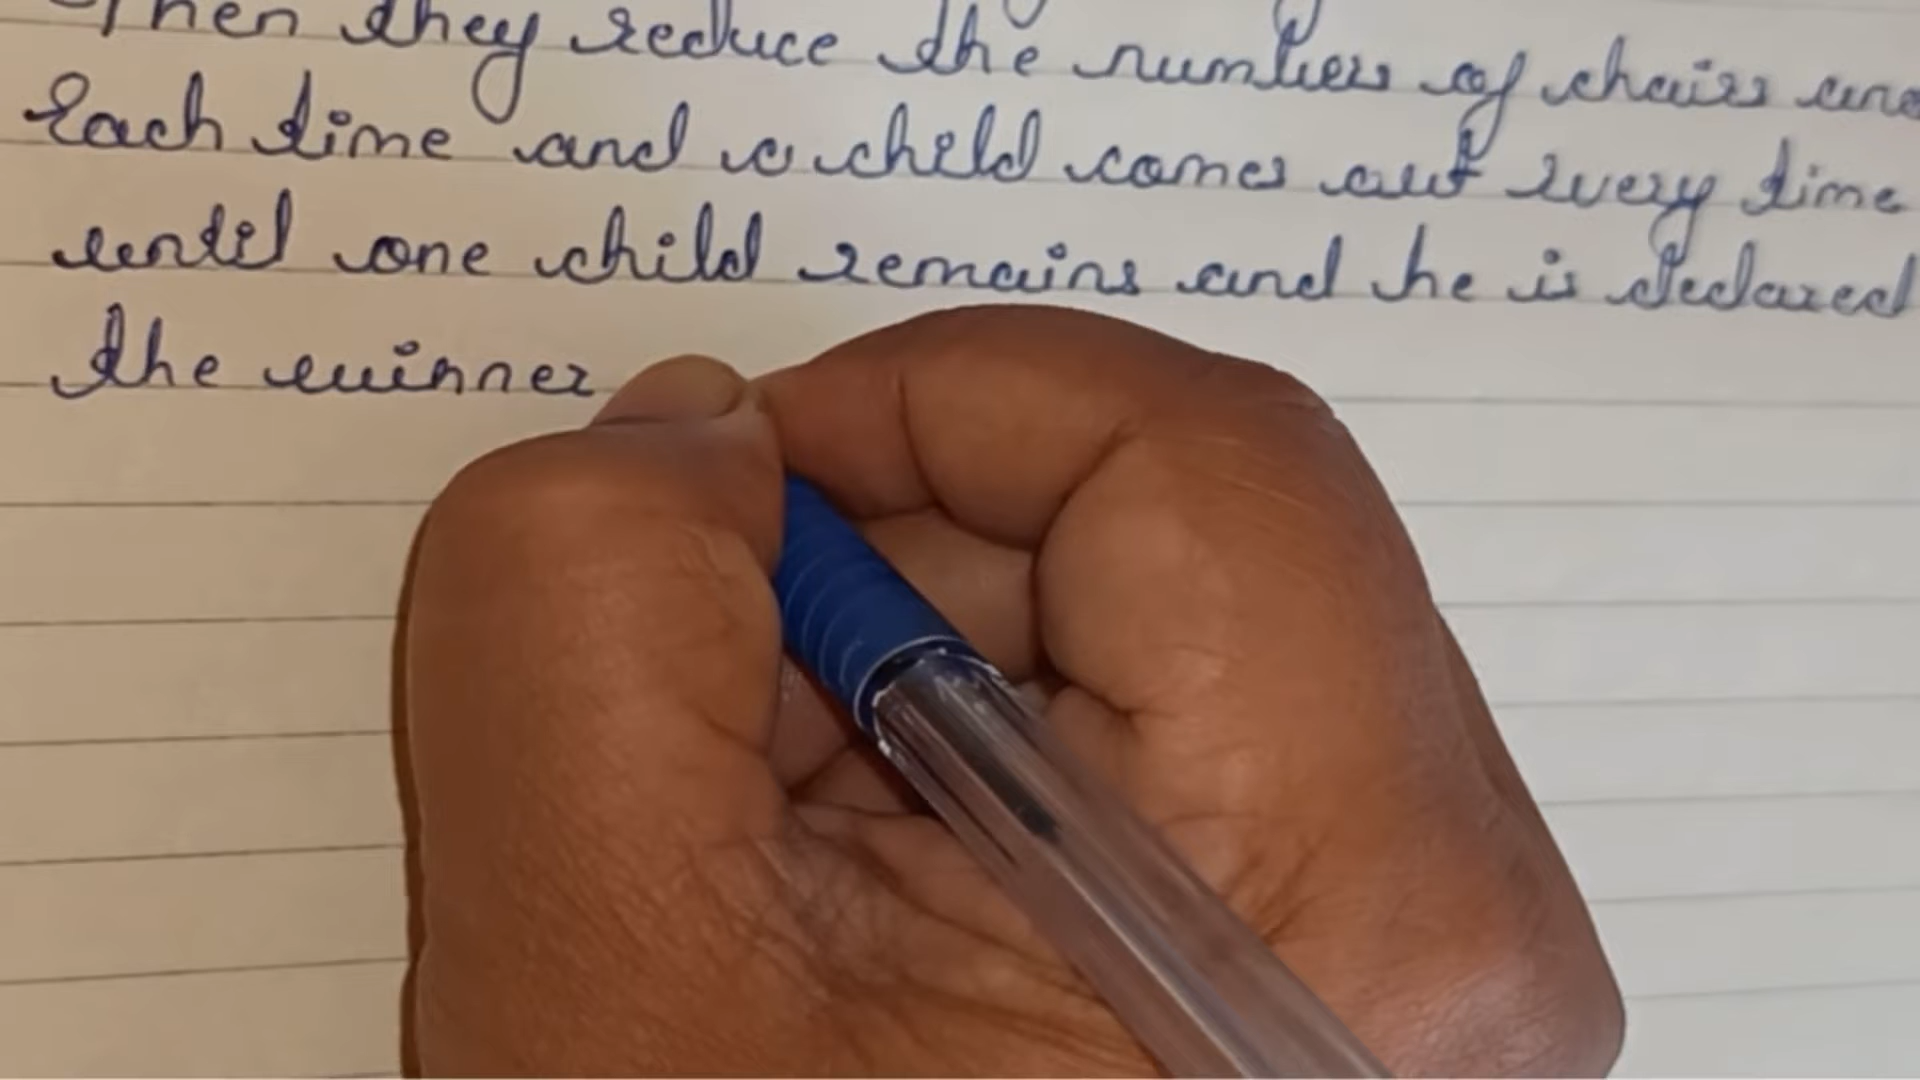 Then they reduce the numbers of chairs
Each time and a child comes out every time
until one child remains and he is declared
the winner